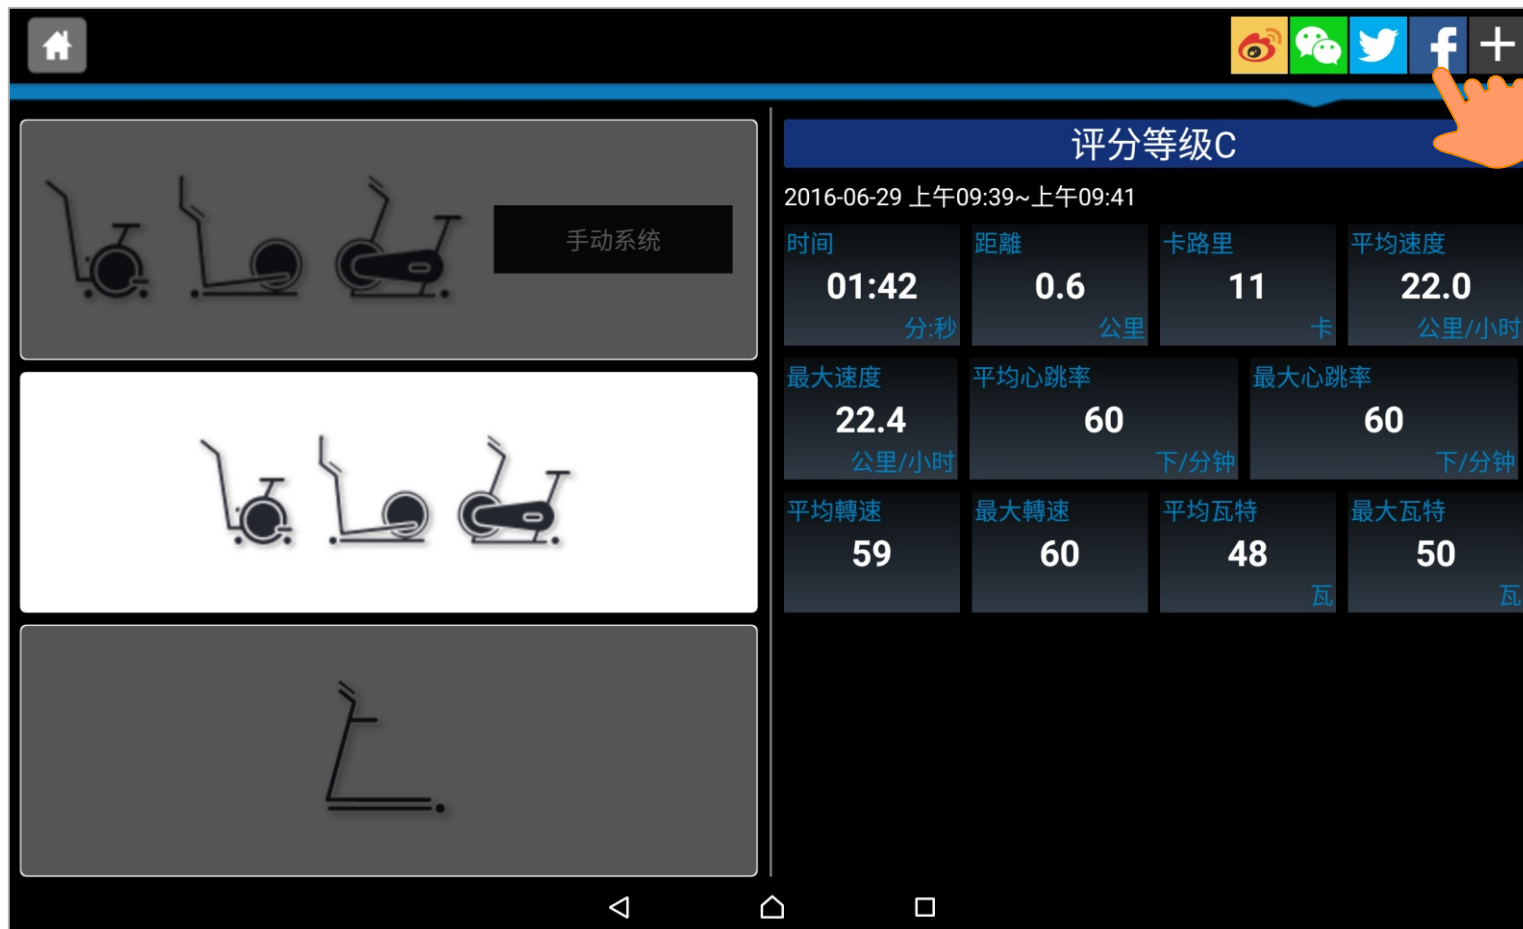 评分等级C
2016-06-29 上午09:39~上午09:41
手动系统
时间 距離 卡路里 平均速度
01:42 0.6 11 22.0
分:秒 公里 卡 公里/小时
最大速度 平均心跳率 最大心跳率
22.4 60 60
公里/小时 下/分钟 下/分钟
平均轉速 最大轉速 平均瓦特 最大瓦特
59 60 48 50
瓦 瓦